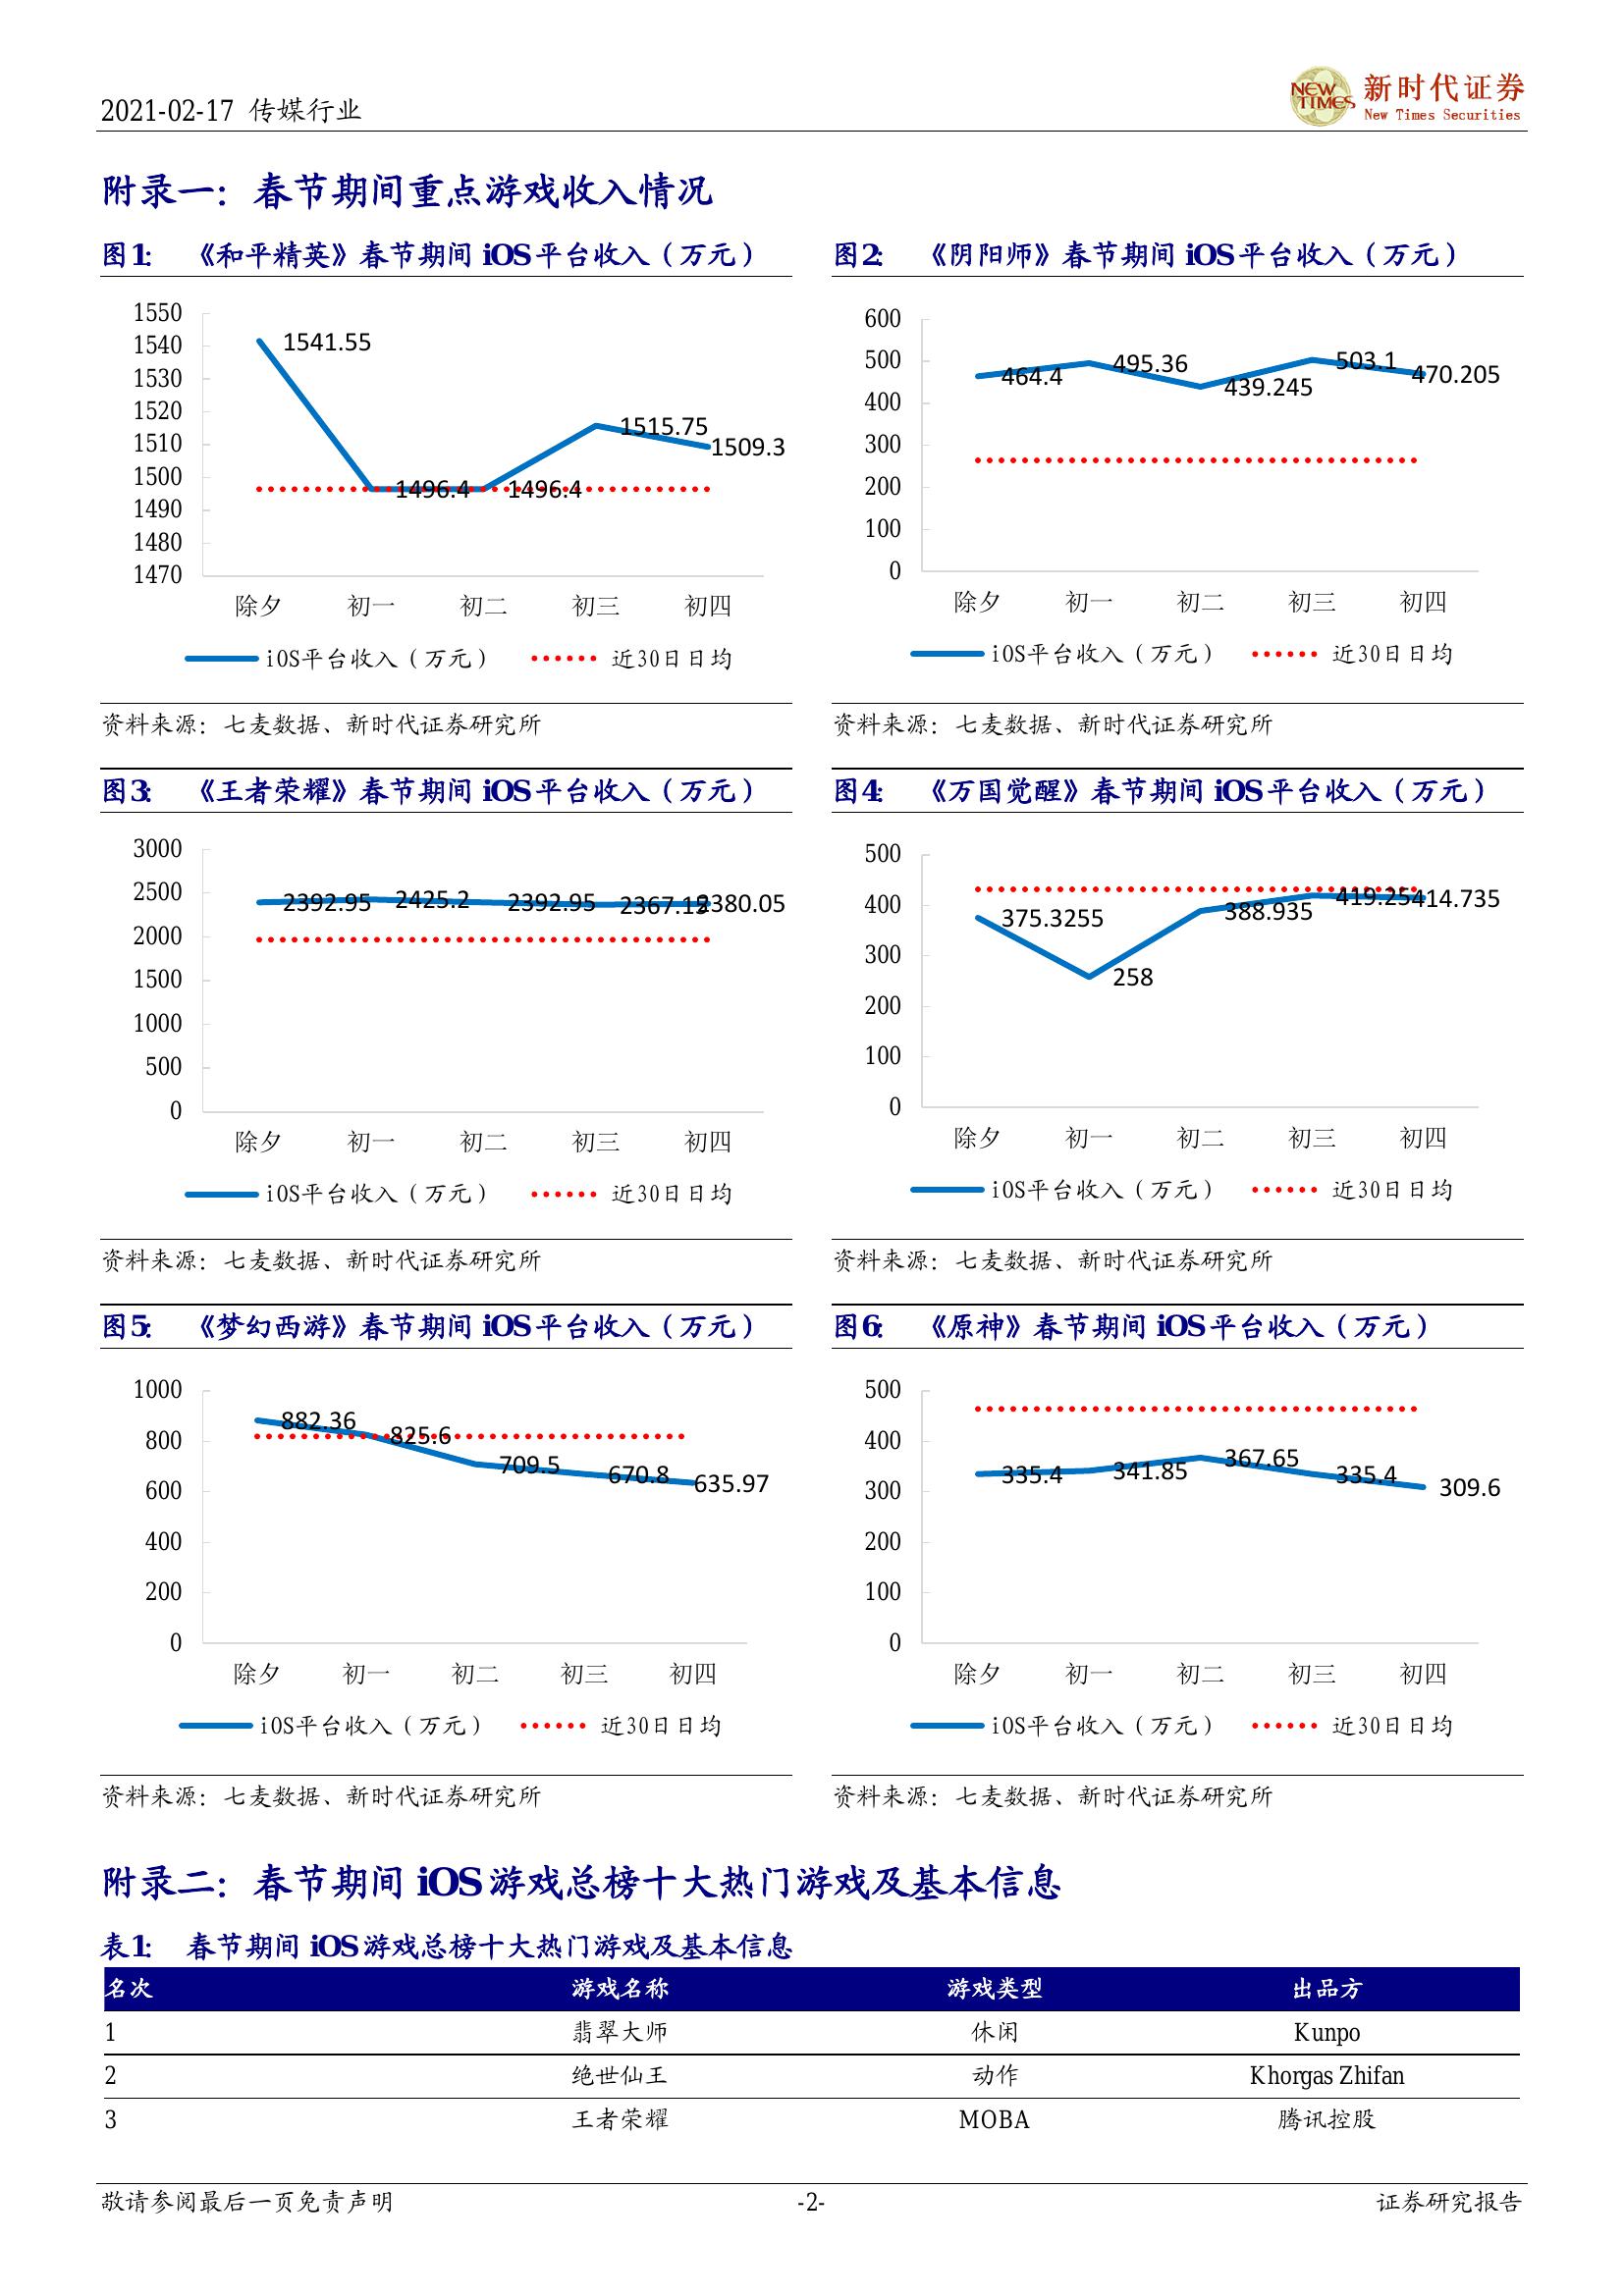 2021-02-17 传媒行业
NEW TIMES
新时代证券
New Times Securities
附录一：春节期间重点游戏收入情况
图1： 《和平精英》春节期间 iOS 平台收入（万元）
1550
1540
1530
1520
1510
1500
1490
1480
1470
1541.55
1496.4
1496.4
1515.75
1509.3
除夕 初一 初二 初三 初四
iOS平台收入（万元） 近30日日均
资料来源：七麦数据、新时代证券研究所
图2： 《阴阳师》春节期间 iOS 平台收入（万元）
600
500
400
300
200
100
0
464.4
495.36
439.245
503.1
470.205
除夕 初一 初二 初三 初四
iOS平台收入（万元） 近30日日均
资料来源：七麦数据、新时代证券研究所
图3： 《王者荣耀》春节期间 iOS 平台收入（万元）
3000
2500
2000
1500
1000
500
0
2392.95
2425.2
2392.95
2367.15
2380.05
除夕 初一 初二 初三 初四
iOS平台收入（万元） 近30日日均
资料来源：七麦数据、新时代证券研究所
图4： 《万国觉醒》春节期间 iOS 平台收入（万元）
500
400
300
200
100
0
375.3255
258
388.935
419.25
414.735
除夕 初一 初二 初三 初四
iOS平台收入（万元） 近30日日均
资料来源：七麦数据、新时代证券研究所
图5： 《梦幻西游》春节期间 iOS 平台收入（万元）
1000
800
600
400
200
0
882.36
825.6
709.5
670.8
635.97
除夕 初一 初二 初三 初四
iOS平台收入（万元） 近30日日均
资料来源：七麦数据、新时代证券研究所
图6： 《原神》春节期间 iOS 平台收入（万元）
500
400
300
200
100
0
335.4
341.85
367.65
335.4
309.6
除夕 初一 初二 初三 初四
iOS平台收入（万元） 近30日日均
资料来源：七麦数据、新时代证券研究所
附录二：春节期间 iOS 游戏总榜十大热门游戏及基本信息
表1： 春节期间 iOS 游戏总榜十大热门游戏及基本信息
名次 游戏名称 游戏类型 出品方
1 翡翠大师 休闲 Kunpo
2 绝世仙王 动作 Khorgas Zhifan
3 王者荣耀 MOBA 腾讯控股
敬请参阅最后一页免责声明 -2- 证券研究报告